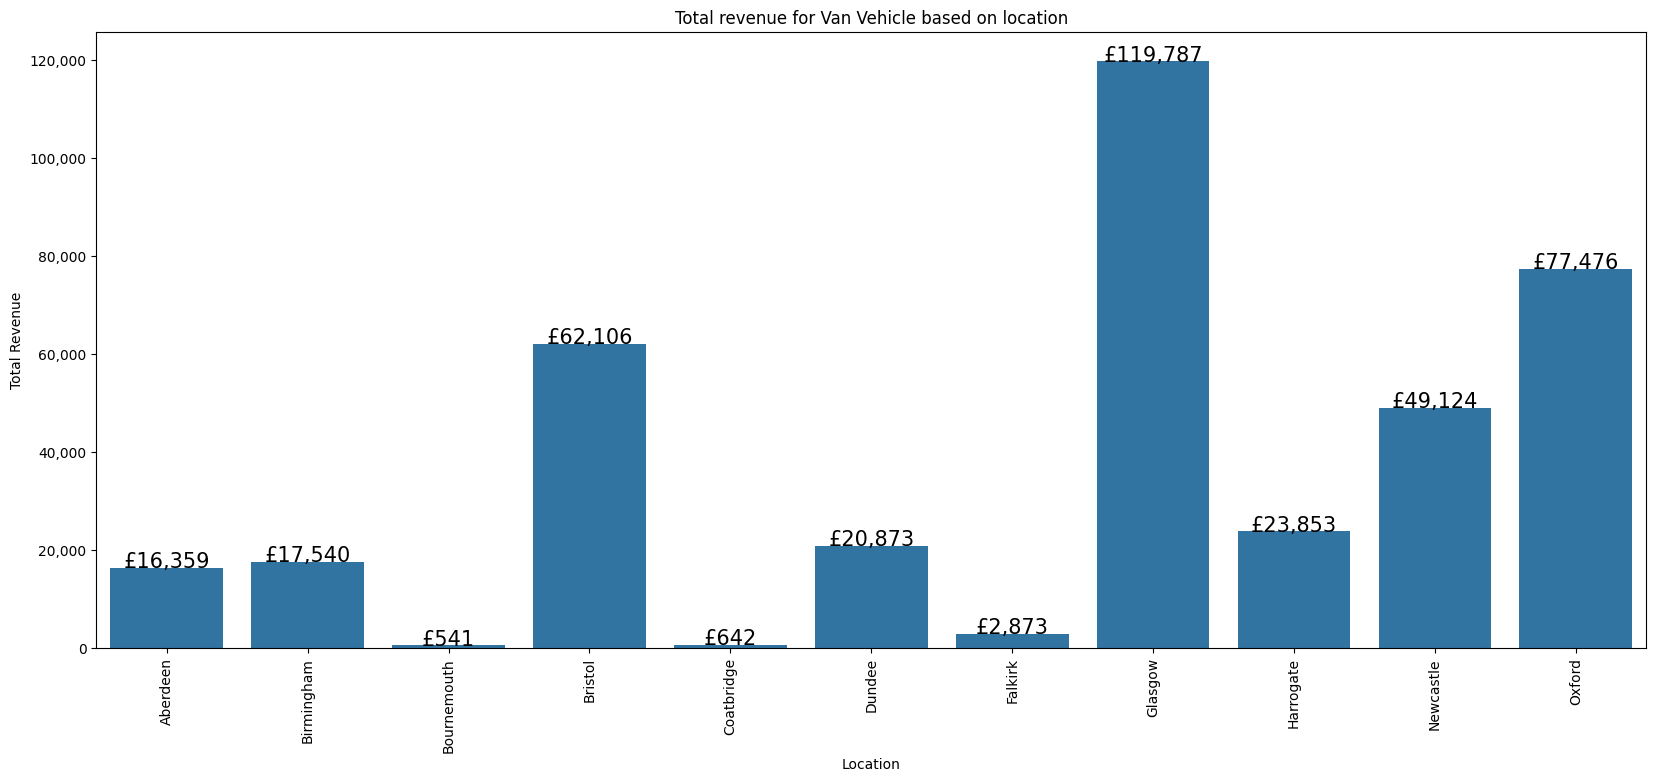 Total revenue for Van Vehicle based on location
Total Revenue
120,000
100,000
80,000
60,000
40,000
20,000
0
£16,359
£17,540
£541
£62,106
£642
£20,873
£2,873
£119,787
£23,853
£49,124
£77,476
Aberdeen
Birmingham
Bournemouth
Bristol
Coatbridge
Dundee
Falkirk
Glasgow
Harrogate
Newcastle
Oxford
Location